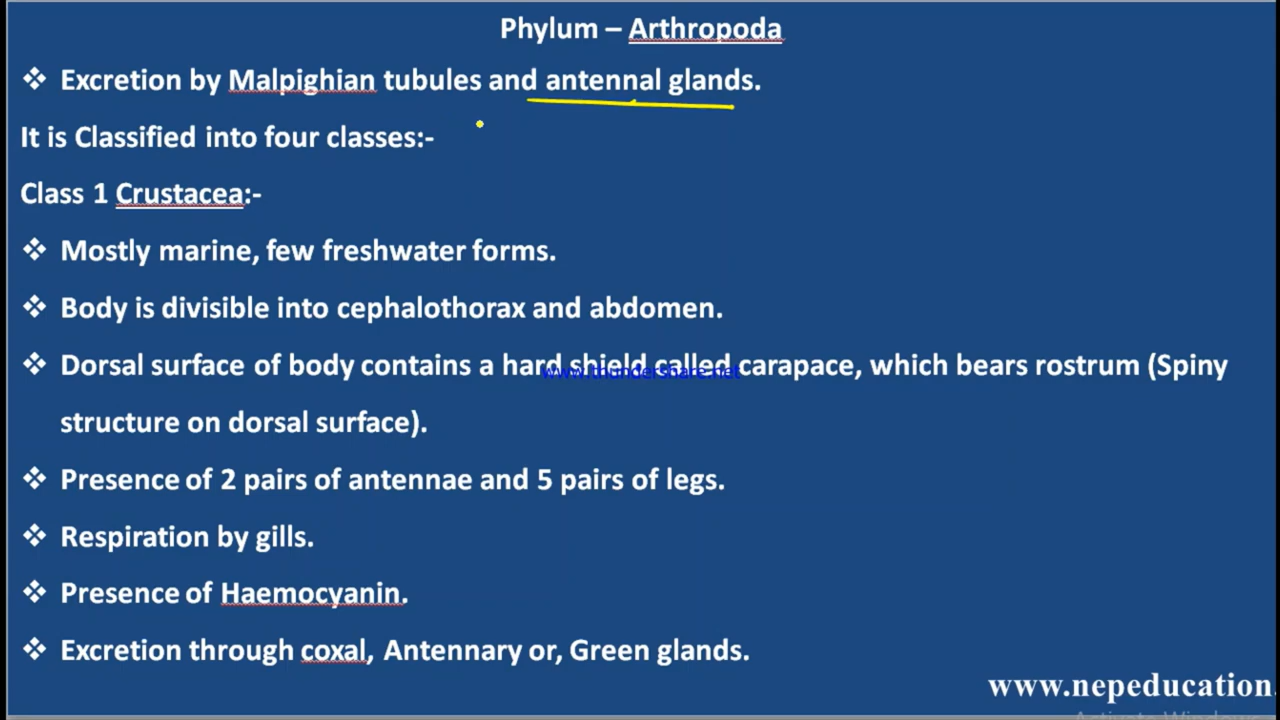 Phylum – Arthropoda
❖ Excretion by Malpighian tubules and antennal glands.
It is Classified into four classes:-
Class 1 Crustacea:-
❖ Mostly marine, few freshwater forms.
❖ Body is divisible into cephalothorax and abdomen.
❖ Dorsal surface of body contains a hard shield called carapace, which bears rostrum (Spiny
www.thundershare.net
structure on dorsal surface).
❖ Presence of 2 pairs of antennae and 5 pairs of legs.
❖ Respiration by gills.
❖ Presence of Haemocyanin.
❖ Excretion through coxal, Antennary or, Green glands.
www.nepeducation.